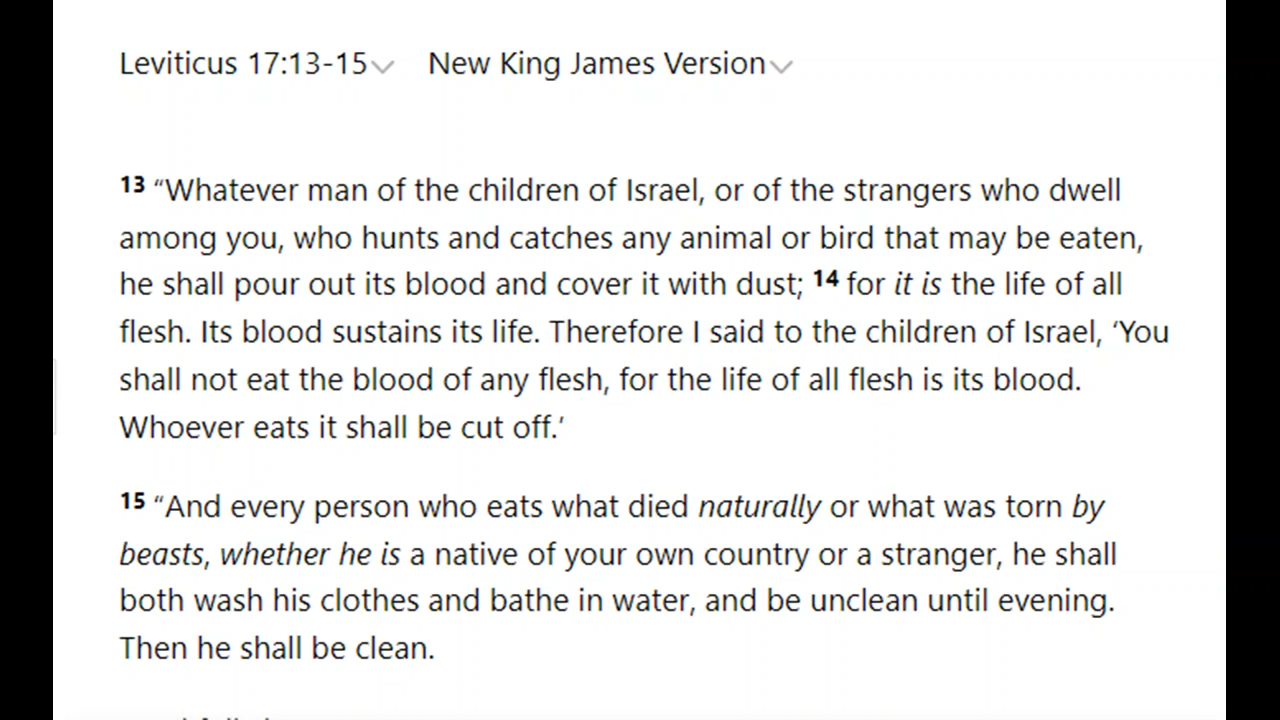 Leviticus 17:13-15 New King James Version
13 “Whatever man of the children of Israel, or of the strangers who dwell
among you, who hunts and catches any animal or bird that may be eaten,
he shall pour out its blood and cover it with dust; 14 for it is the life of all
flesh. Its blood sustains its life. Therefore I said to the children of Israel, ‘You
shall not eat the blood of any flesh, for the life of all flesh is its blood.
Whoever eats it shall be cut off.’
15 “And every person who eats what died naturally or what was torn by
beasts, whether he is a native of your own country or a stranger, he shall
both wash his clothes and bathe in water, and be unclean until evening.
Then he shall be clean.